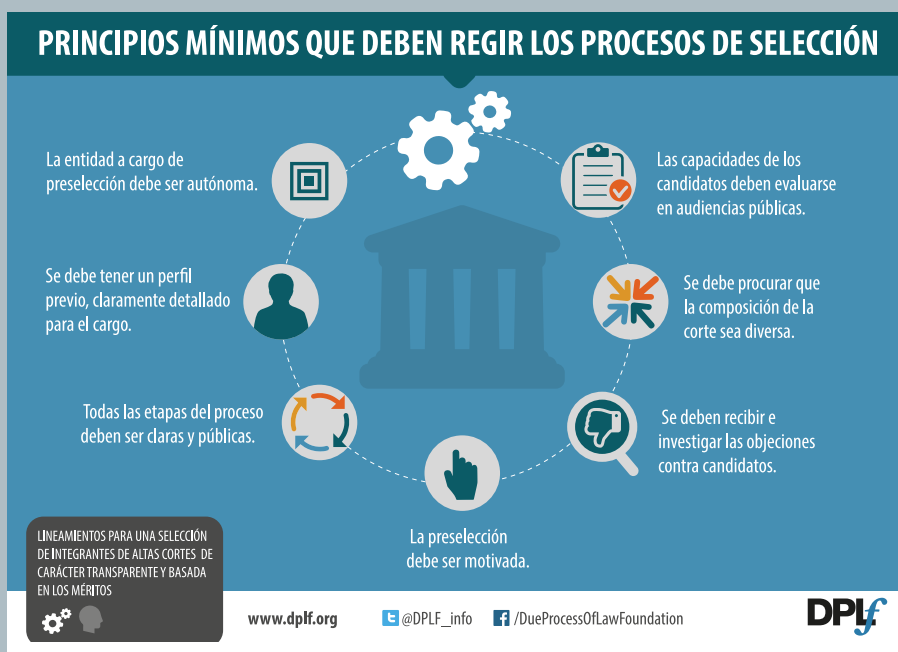 PRINCIPIOS MÍNIMOS QUE DEBEN REGIR LOS PROCESOS DE SELECCIÓN
La entidad a cargo de
preselección debe ser autónoma.
Se debe tener un perfil
previo, claramente detallado
para el cargo.
Todas las etapas del proceso
deben ser claras y públicas.
La preselección
debe ser motivada.
Las capacidades de los
candidatos deben evaluarse
en audiencias públicas.
Se debe procurar que
la composición de la
corte sea diversa.
Se deben recibir e
investigar las objeciones
contra candidatos.
LINEAMIENTOS PARA UNA SELECCIÓN
DE INTEGRANTES DE ALTAS CORTES DE
CARÁCTER TRANSPARENTE Y BASADA
EN LOS MÉRITOS
www.dplf.org
@DPLF_info
/DueProcessOfLawFoundation
DPLf